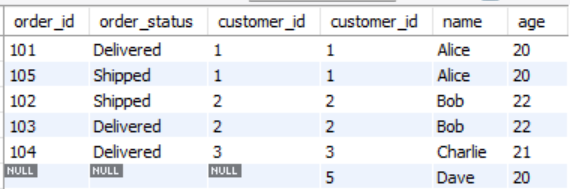 order_id order_status customer_id customer_id name age
101 Delivered 1 1 Alice 20
105 Shipped 1 1 Alice 20
102 Shipped 2 2 Bob 22
103 Delivered 2 2 Bob 22
104 Delivered 3 3 Charlie 21
NULL NULL NULL 5 Dave 20